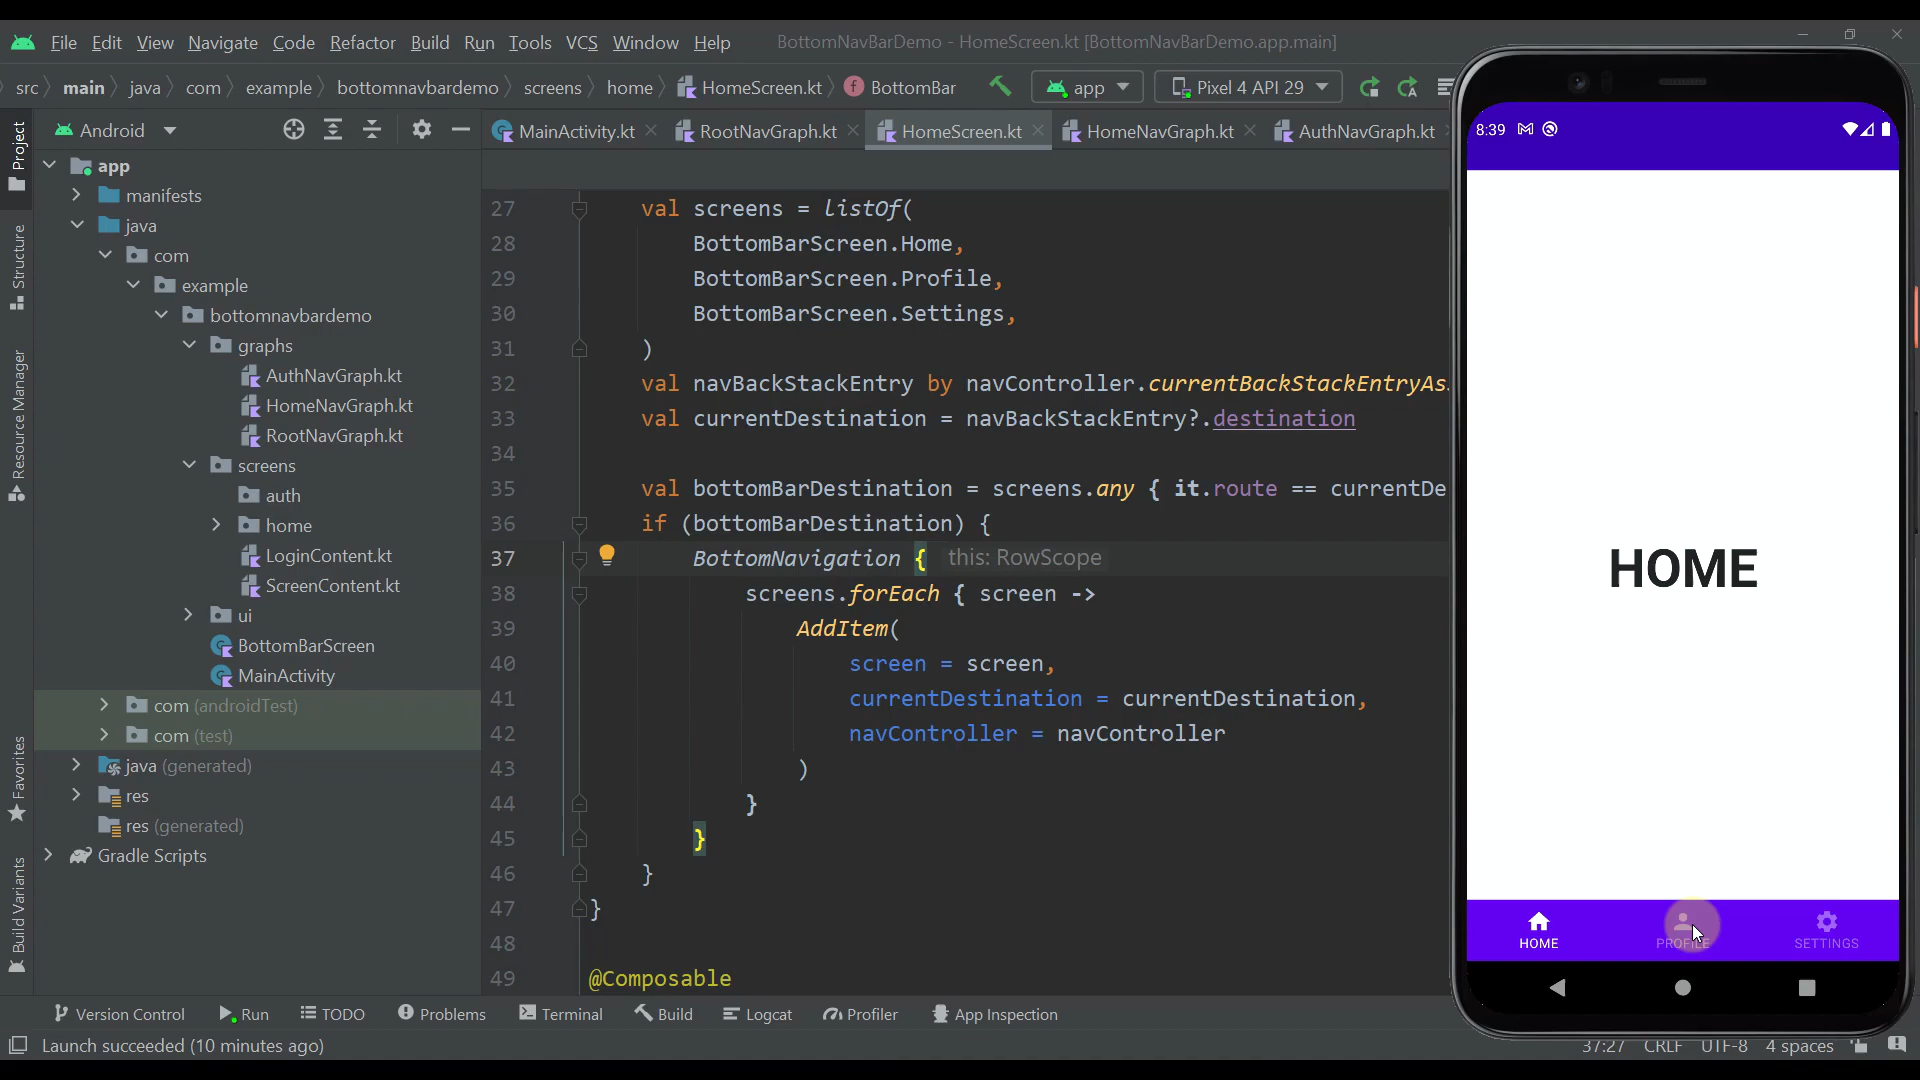 File Edit View Navigate Code Refactor Build Run Tools VCS Window Help BottomNavBarDemo - HomeScreen.kt [BottomNavBarDemo.app.main]
src main java com example bottomnavbardemo screens home HomeScreen.kt BottomBar app Pixel 4 API 29
Android
MainActivity.kt RootNavGraph.kt HomeScreen.kt HomeNavGraph.kt AuthNavGraph.kt
Project
Structure
Resource Manager
Favorites
Build Variants
app
manifests
java
com
example
bottomnavbardemo
graphs
AuthNavGraph.kt
HomeNavGraph.kt
RootNavGraph.kt
screens
auth
home
LoginContent.kt
ScreenContent.kt
ui
BottomBarScreen
MainActivity
com (androidTest)
com (test)
java (generated)
res
res (generated)
Gradle Scripts
27 val screens = listOf(
28 BottomBarScreen.Home,
29 BottomBarScreen.Profile,
30 BottomBarScreen.Settings,
31 )
32 val navBackStackEntry by navController.currentBackStackEntryAs
33 val currentDestination = navBackStackEntry?.destination
34
35 val bottomBarDestination = screens.any { it.route == currentDe
36 if (bottomBarDestination) {
37 BottomNavigation { this: RowScope
38 screens.forEach { screen ->
39 AddItem(
40 screen = screen,
41 currentDestination = currentDestination,
42 navController = navController
43 )
44 }
45 }
46 }
47 }
48
49 @Composable
8:39
HOME
HOME PROFILE SETTINGS
Version Control Run TODO Problems Terminal Build Logcat Profiler App Inspection
Launch succeeded (10 minutes ago) 37:27 CRLF UTF-8 4 spaces